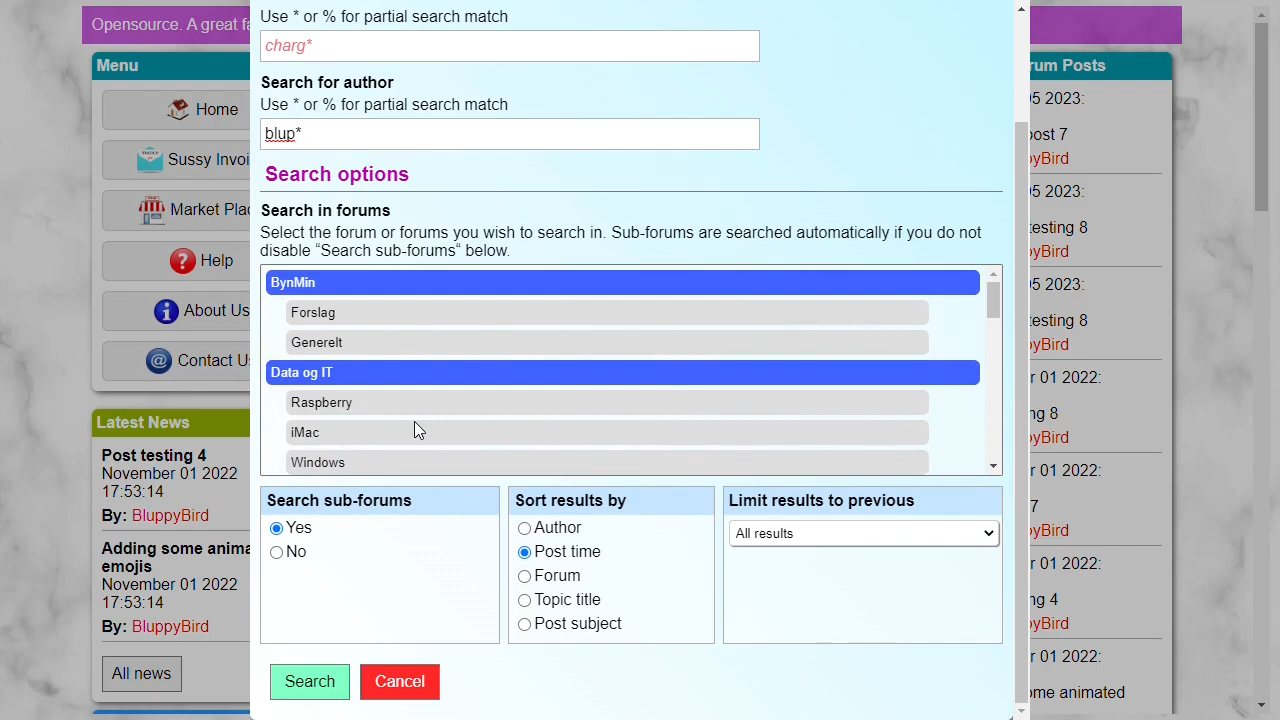 Opensource. A great fa
Menu
Home
Sussy Invoi
Market Plac
Help
About Us
Contact Us
Latest News
Post testing 4
November 01 2022
17:53:14
By: BluppyBird
Adding some anima
emojis
November 01 2022
17:53:14
By: BluppyBird
All news
Use * or % for partial search match
charg*
Search for author
Use * or % for partial search match
blup*
Search options
Search in forums
Select the forum or forums you wish to search in. Sub-forums are searched automatically if you do not
disable “Search sub-forums“ below.
BynMin
Forslag
Generelt
Data og IT
Raspberry
iMac
Windows
Search sub-forums
Yes
No
Sort results by
Author
Post time
Forum
Topic title
Post subject
Limit results to previous
All results
Search
Cancel
rum Posts
05 2023:
post 7
pyBird
05 2023:
testing 8
pyBird
05 2023:
testing 8
pyBird
r 01 2022:
ng 8
pyBird
r 01 2022:
7
pyBird
r 01 2022:
ng 4
pyBird
r 01 2022:
ome animated